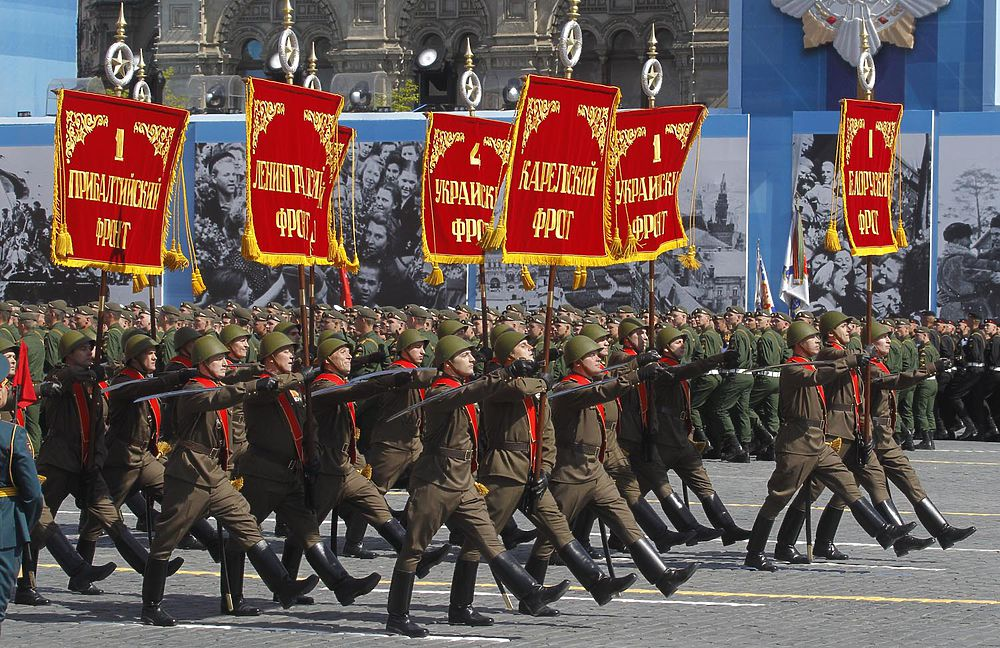 1
ПРИБАЛТИЙСКИЙ
ФРОНТ
ЛЕНИНГРАДСКИЙ
ФРОНТ
4
УКРАИНСКИЙ
ФРОНТ
КАРЕЛЬСКИЙ
ФРОНТ
1
УКРАИНСКИЙ
ФРОНТ
1
БЕЛОРУССКИЙ
ФРОНТ